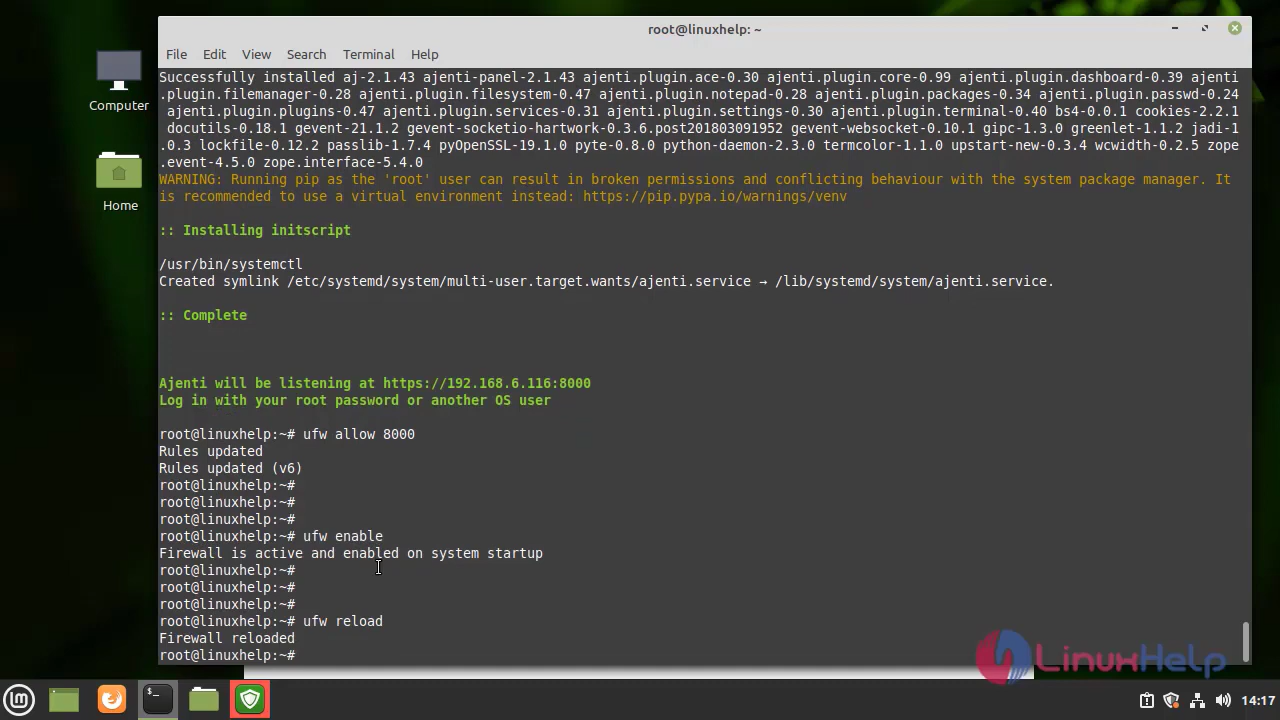 root@linuxhelp: ~
File Edit View Search Terminal Help
Computer
Home
Successfully installed aj-2.1.43 ajenti-panel-2.1.43 ajenti.plugin.ace-0.30 ajenti.plugin.core-0.99 ajenti.plugin.dashboard-0.39 ajenti
.plugin.filemanager-0.28 ajenti.plugin.filesystem-0.47 ajenti.plugin.notepad-0.28 ajenti.plugin.packages-0.34 ajenti.plugin.passwd-0.24
ajenti.plugin.plugins-0.47 ajenti.plugin.services-0.31 ajenti.plugin.settings-0.30 ajenti.plugin.terminal-0.40 bs4-0.0.1 cookies-2.2.1
docutils-0.18.1 gevent-21.1.2 gevent-socketio-hartwork-0.3.6.post201803091952 gevent-websocket-0.10.1 gipc-1.3.0 greenlet-1.1.2 jadi-1
.0.3 lockfile-0.12.2 passlib-1.7.4 pyOpenSSL-19.1.0 pyte-0.8.0 python-daemon-2.3.0 termcolor-1.1.0 upstart-new-0.3.4 wcwidth-0.2.5 zope
.event-4.5.0 zope.interface-5.4.0
WARNING: Running pip as the 'root' user can result in broken permissions and conflicting behaviour with the system package manager. It
is recommended to use a virtual environment instead: https://pip.pypa.io/warnings/venv
:: Installing initscript
/usr/bin/systemctl
Created symlink /etc/systemd/system/multi-user.target.wants/ajenti.service → /lib/systemd/system/ajenti.service.
:: Complete
Ajenti will be listening at https://192.168.6.116:8000
Log in with your root password or another OS user
root@linuxhelp:~# ufw allow 8000
Rules updated
Rules updated (v6)
root@linuxhelp:~#
root@linuxhelp:~#
root@linuxhelp:~#
root@linuxhelp:~# ufw enable
Firewall is active and enabled on system startup
root@linuxhelp:~#
root@linuxhelp:~#
root@linuxhelp:~#
root@linuxhelp:~# ufw reload
Firewall reloaded
root@linuxhelp:~#
LinuxHelp
14:17